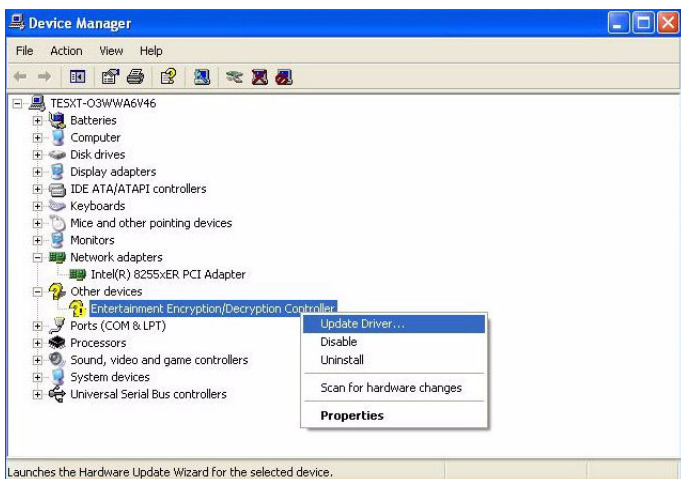 Device Manager
File Action View Help
TESXT-O3WWA6V46
Batteries
Computer
Disk drives
Display adapters
IDE ATA/ATAPI controllers
Keyboards
Mice and other pointing devices
Monitors
Network adapters
Intel(R) 8255xER PCI Adapter
Other devices
Entertainment Encryption/Decryption Controller
Update Driver...
Disable
Uninstall
Scan for hardware changes
Properties
Ports (COM & LPT)
Processors
Sound, video and game controllers
System devices
Universal Serial Bus controllers
Launches the Hardware Update Wizard for the selected device.